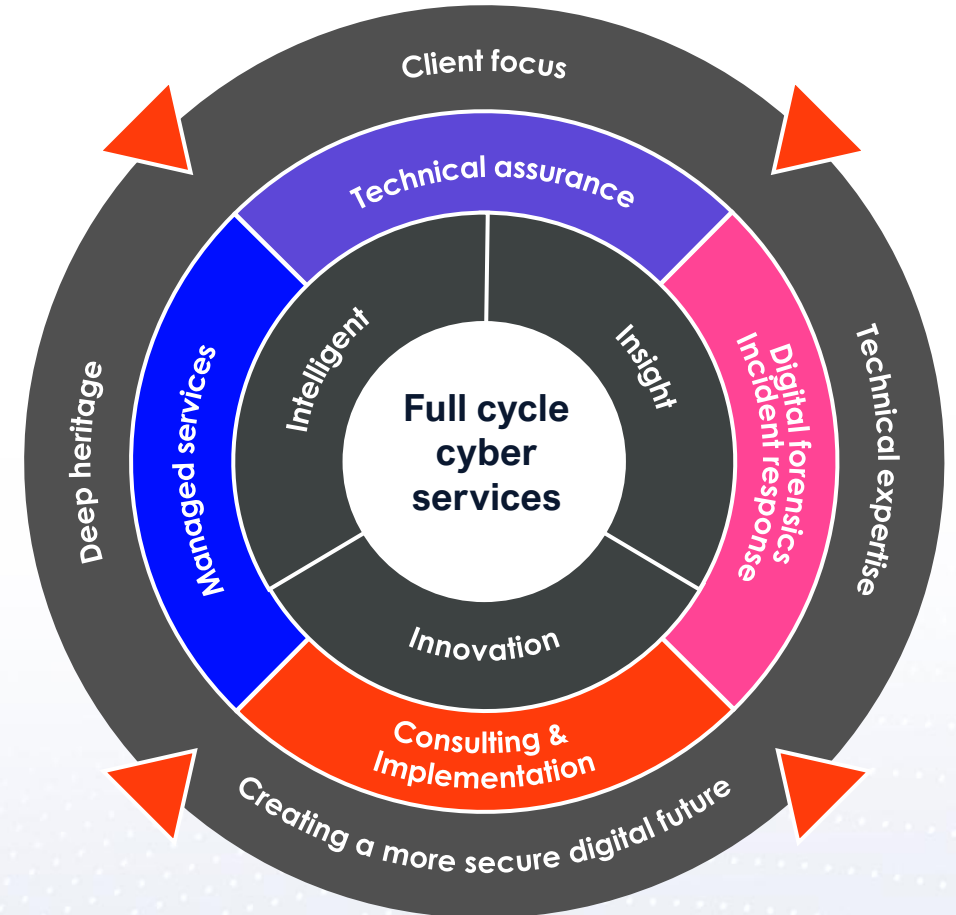 Client focus
Technical assurance
Intelligent
Insight
Full cycle
cyber
services
Managed services
Digital forensics
Incident response
Deep heritage
Technical expertise
Innovation
Consulting &
Implementation
Creating a more secure digital future